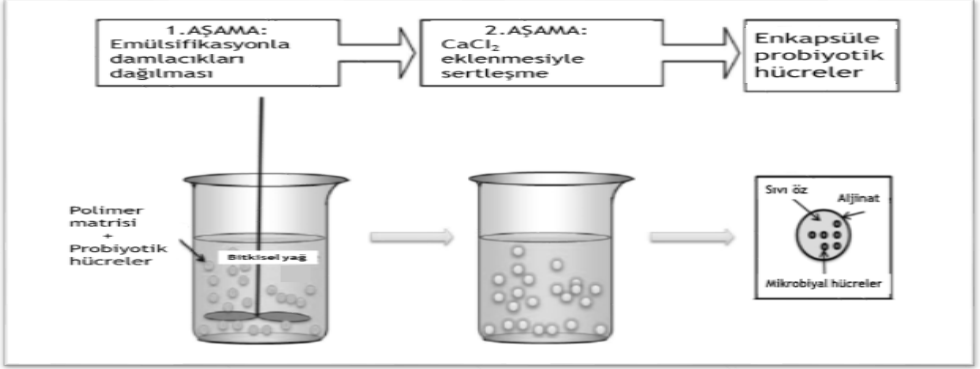 1.AŞAMA:
Emülsifikasyonla
damlacıkları
dağılması
2.AŞAMA:
CaCl₂
eklenmesiyle
sertleşme
Enkapsüle
probiyotik
hücreler
Polimer
matrisi
+
Probiyotik
hücreler
Bitkisel yağ
Sıvı öz
Aljinat
Mikrobiyal hücreler